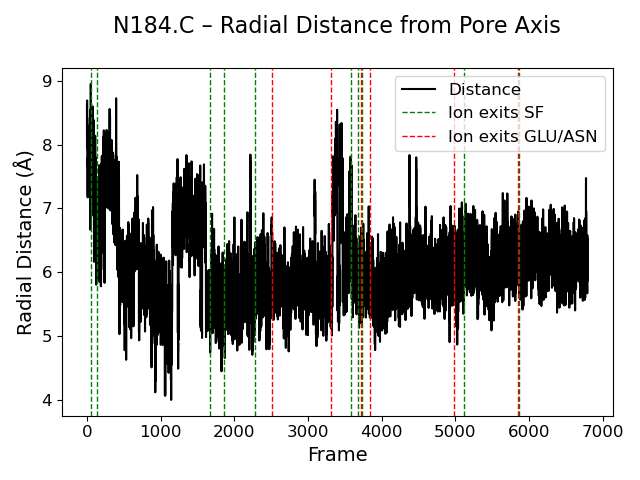 N184.C – Radial Distance from Pore Axis
Radial Distance (Å)
9
8
7
6
5
4
Distance
Ion exits SF
Ion exits GLU/ASN
0
1000
2000
3000
4000
5000
6000
7000
Frame